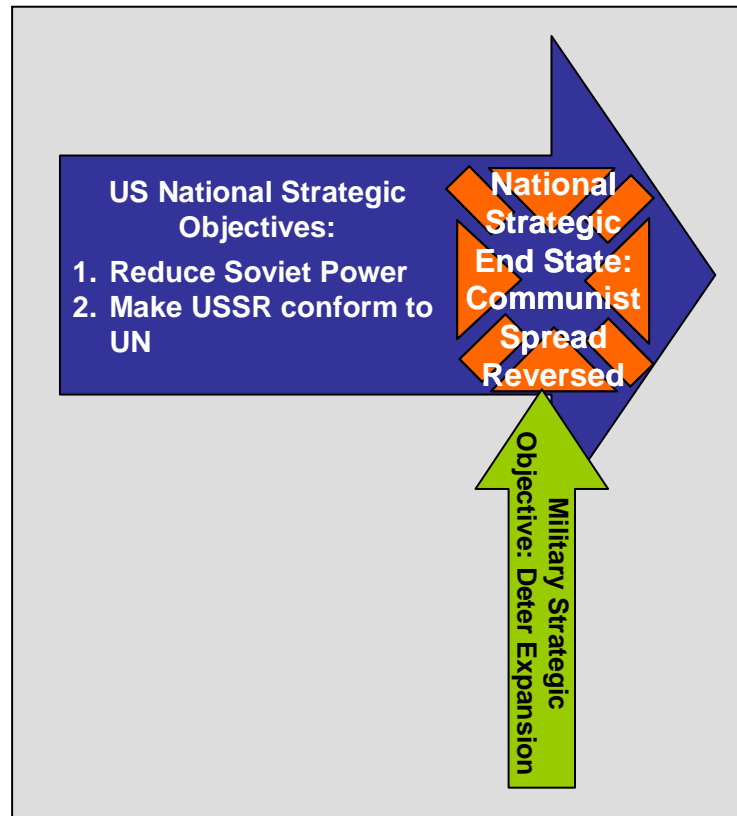 US National Strategic
Objectives:
1. Reduce Soviet Power
2. Make USSR conform to
UN
National
Strategic
End State:
Communist
Spread
Reversed
Military Strategic
Objective: Deter Expansion